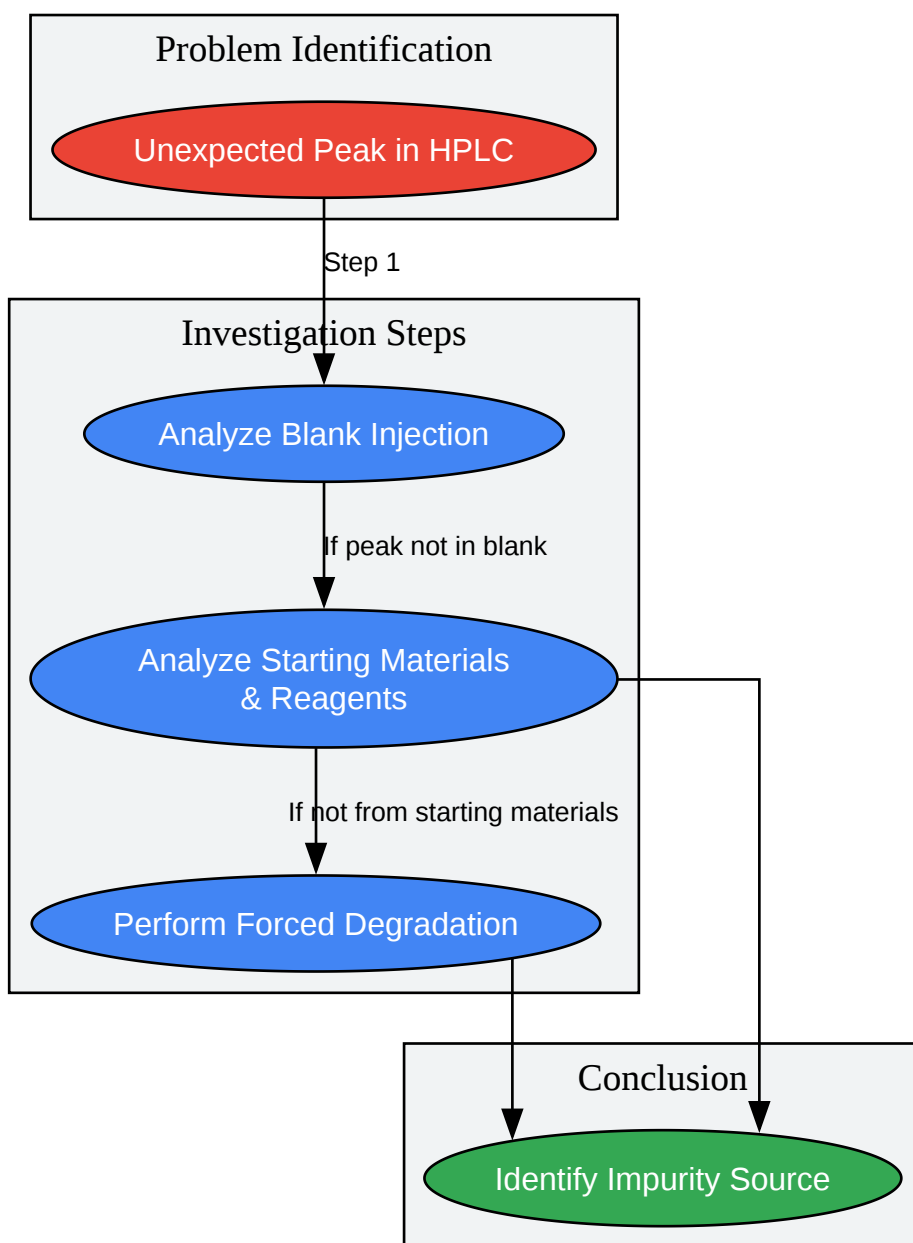 Problem Identification
Unexpected Peak in HPLC
Step 1
Investigation Steps
Analyze Blank Injection
If peak not in blank
Analyze Starting Materials
& Reagents
If not from starting materials
Perform Forced Degradation
Conclusion
Identify Impurity Source